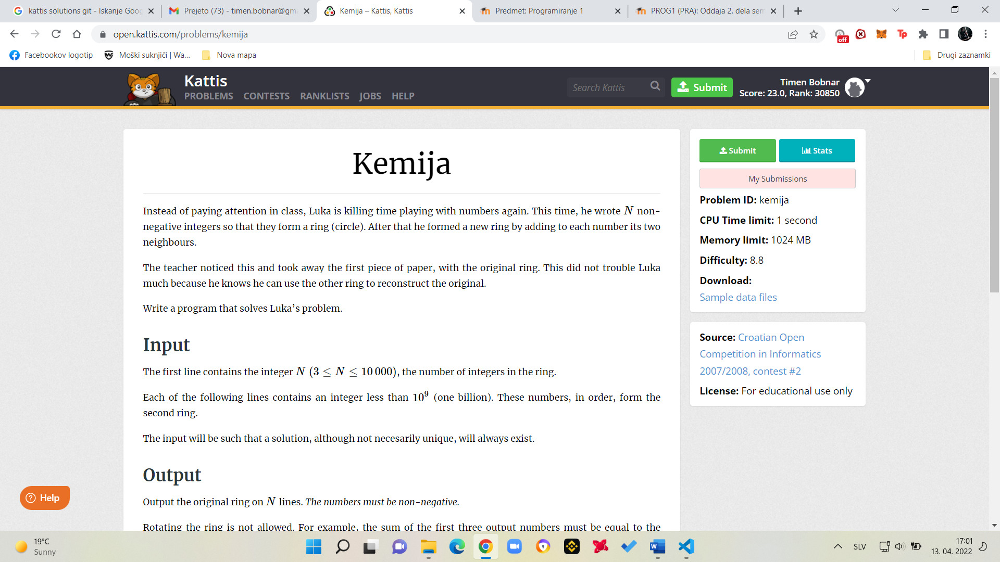 kattis solutions git - Iskanje Goog
Prejeto (73) - timen.bobnar@gm
Kemija – Kattis, Kattis
Predmet: Programiranje 1
PROG1 (PRA): Oddaja 2. dela sem
open.kattis.com/problems/kemija
off
Facebookov logotip
Moški suknjiči | Wa...
Nova mapa
Drugi zaznamki
Kattis
PROBLEMS CONTESTS RANKLISTS JOBS HELP
Search Kattis
Submit
Timen Bobnar
Score: 23.0, Rank: 30850
Kemija
Instead of paying attention in class, Luka is killing time playing with numbers again. This time, he wrote N non-
negative integers so that they form a ring (circle). After that he formed a new ring by adding to each number its two
neighbours.
The teacher noticed this and took away the first piece of paper, with the original ring. This did not trouble Luka
much because he knows he can use the other ring to reconstruct the original.
Write a program that solves Luka’s problem.
Input
The first line contains the integer N (3 ≤ N ≤ 10 000), the number of integers in the ring.
Each of the following lines contains an integer less than 10⁹ (one billion). These numbers, in order, form the
second ring.
The input will be such that a solution, although not necesarily unique, will always exist.
Output
Output the original ring on N lines. The numbers must be non-negative.
Rotating the ring is not allowed. For example, the sum of the first three output numbers must be equal to the
Submit
Stats
My Submissions
Problem ID: kemija
CPU Time limit: 1 second
Memory limit: 1024 MB
Difficulty: 8.8
Download:
Sample data files
Source: Croatian Open
Competition in Informatics
2007/2008, contest #2
License: For educational use only
Help
19°C
Sunny
SLV
17:01
13. 04. 2022